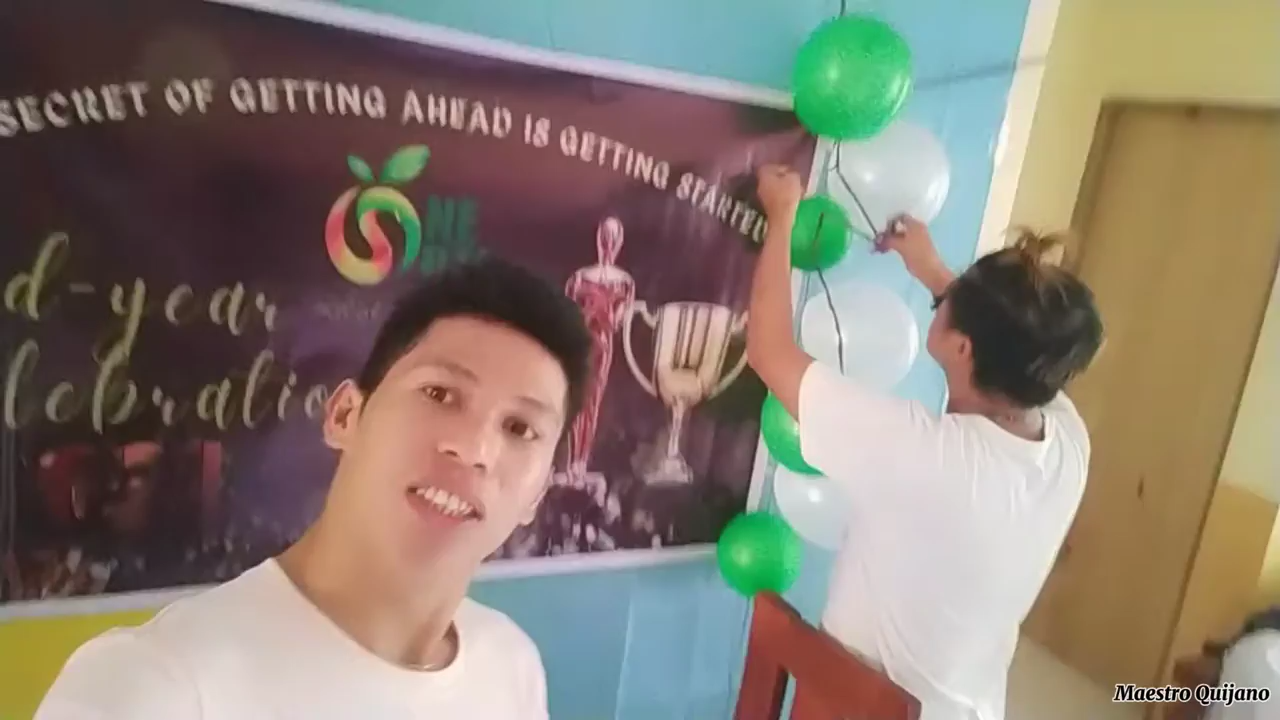 SECRET OF GETTING AHEAD IS GETTING STARTED
d-year
lebratio
Maestro Quijano